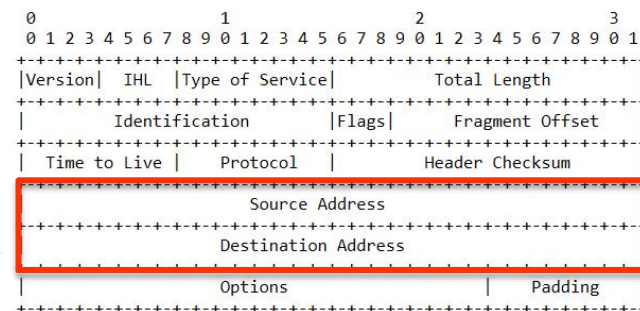 0                   1                   2                   3
0 1 2 3 4 5 6 7 8 9 0 1 2 3 4 5 6 7 8 9 0 1 2 3 4 5 6 7 8 9 0 1
+-+-+-+-+-+-+-+-+-+-+-+-+-+-+-+-+-+-+-+-+-+-+-+-+-+-+-+-+-+-+-+-
|Version|  IHL  |Type of Service|          Total Length
+-+-+-+-+-+-+-+-+-+-+-+-+-+-+-+-+-+-+-+-+-+-+-+-+-+-+-+-+-+-+-+-
|         Identification        |Flags|      Fragment Offset
+-+-+-+-+-+-+-+-+-+-+-+-+-+-+-+-+-+-+-+-+-+-+-+-+-+-+-+-+-+-+-+-
|  Time to Live |    Protocol   |         Header Checksum
+-+-+-+-+-+-+-+-+-+-+-+-+-+-+-+-+-+-+-+-+-+-+-+-+-+-+-+-+-+-+-+-
|                       Source Address
+-+-+-+-+-+-+-+-+-+-+-+-+-+-+-+-+-+-+-+-+-+-+-+-+-+-+-+-+-+-+-+-
|                    Destination Address
+-+-+-+-+-+-+-+-+-+-+-+-+-+-+-+-+-+-+-+-+-+-+-+-+-+-+-+-+-+-+-+-
|                    Options                    |    Padding
+-+-+-+-+-+-+-+-+-+-+-+-+-+-+-+-+-+-+-+-+-+-+-+-+-+-+-+-+-+-+-+-